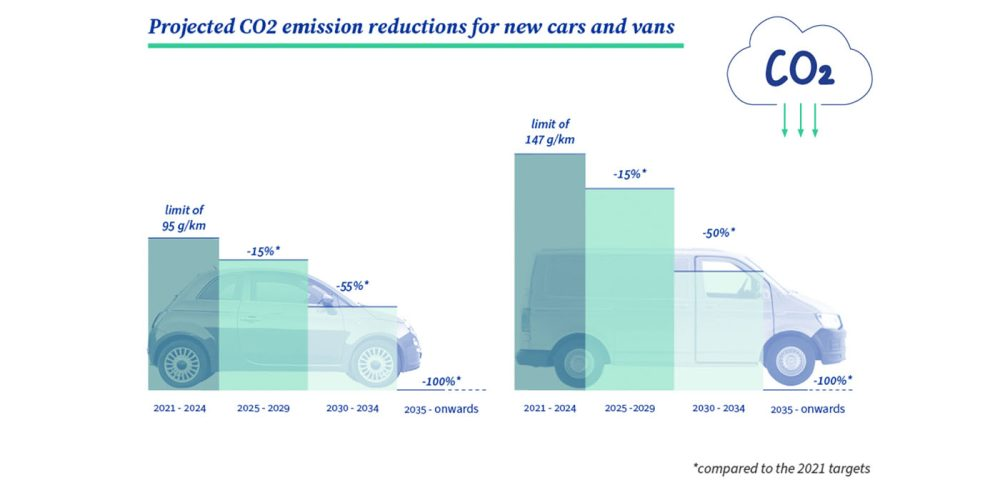 Projected CO2 emission reductions for new cars and vans
CO2
limit of
95 g/km
-15%*
-55%*
-100%*
2021 - 2024
2025 - 2029
2030 - 2034
2035 - onwards
limit of
147 g/km
-15%*
-50%*
-100%*
2021 - 2024
2025 -2029
2030 - 2034
2035 - onwards
*compared to the 2021 targets